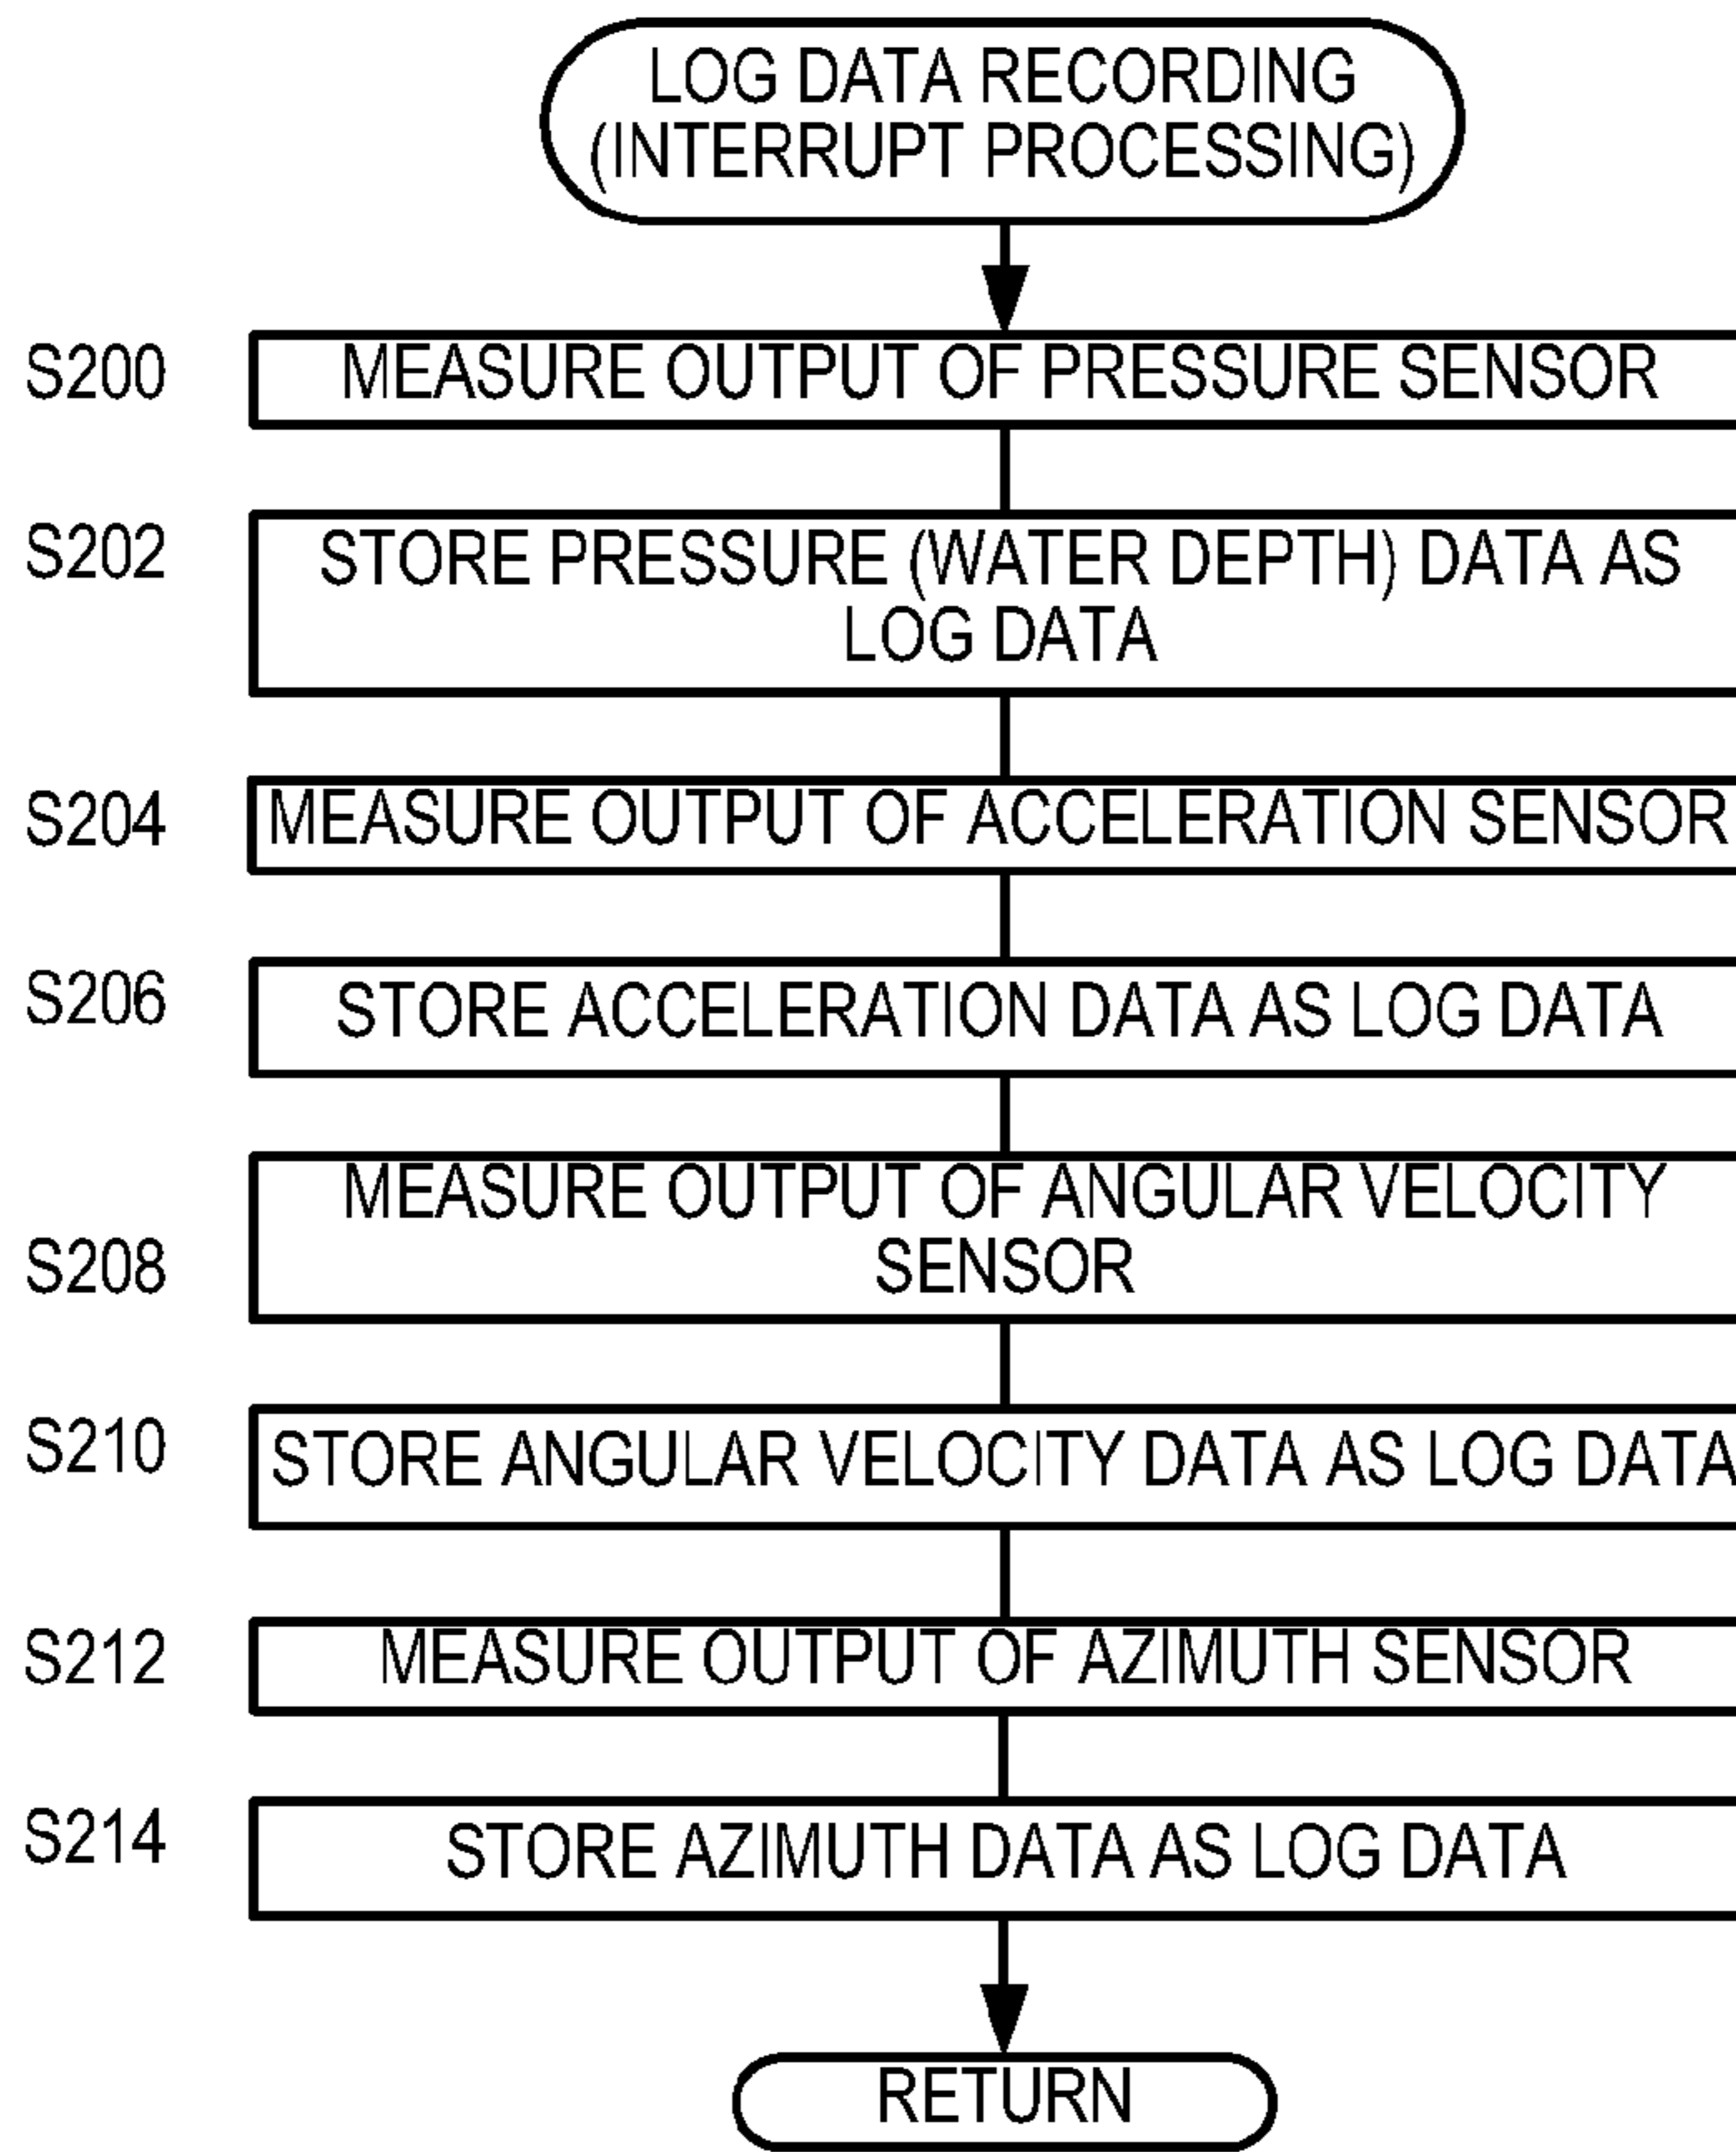 LOG DATA RECORDING
(INTERRUPT PROCESSING)
S200
MEASURE OUTPUT OF PRESSURE SENSOR
S202
STORE PRESSURE (WATER DEPTH) DATA AS
LOG DATA
S204
MEASURE OUTPUT OF ACCELERATION SENSOR
S206
STORE ACCELERATION DATA AS LOG DATA
S208
MEASURE OUTPUT OF ANGULAR VELOCITY
SENSOR
S210
STORE ANGULAR VELOCITY DATA AS LOG DATA
S212
MEASURE OUTPUT OF AZIMUTH SENSOR
S214
STORE AZIMUTH DATA AS LOG DATA
RETURN